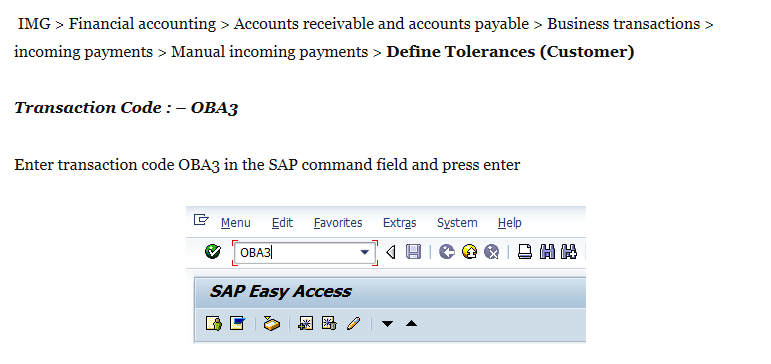 IMG > Financial accounting > Accounts receivable and accounts payable > Business transactions >
incoming payments > Manual incoming payments > Define Tolerances (Customer)
Transaction Code : – OBA3
Enter transaction code OBA3 in the SAP command field and press enter
Menu Edit Favorites Extras System Help
OBA3
SAP Easy Access